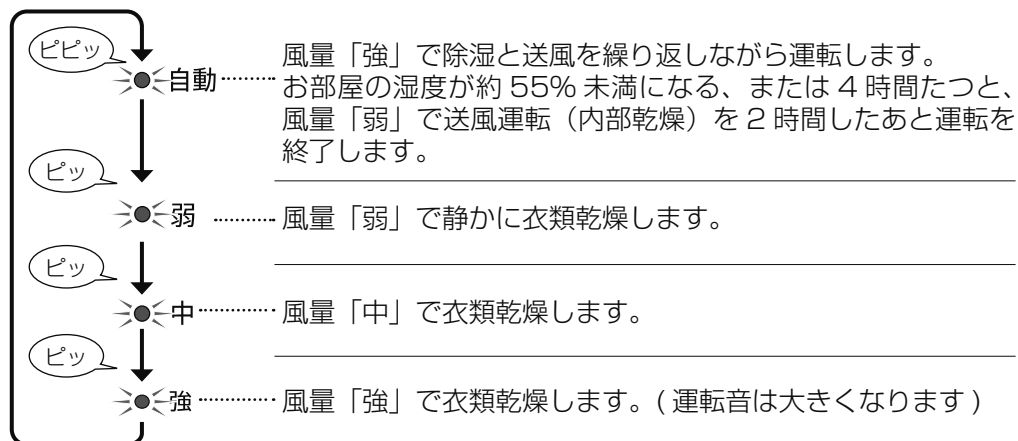 ピピッ
自動
風量「強」で除湿と送風を繰り返しながら運転します。
お部屋の湿度が約 55% 未満になる、または 4 時間たつと、
風量「弱」で送風運転（内部乾燥）を 2 時間したあと運転を
終了します。
ピッ
弱
風量「弱」で静かに衣類乾燥します。
ピッ
中
風量「中」で衣類乾燥します。
ピッ
強
風量「強」で衣類乾燥します。( 運転音は大きくなります )